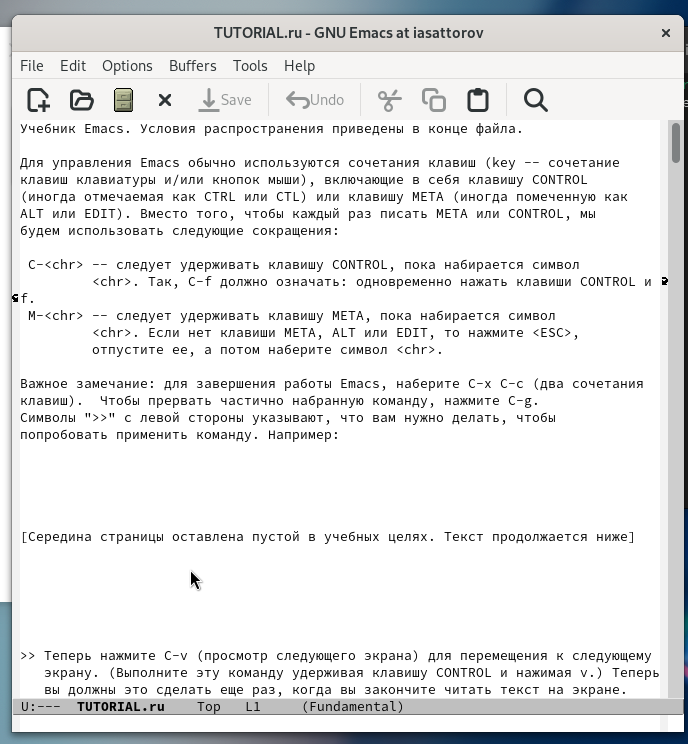 TUTORIAL.ru - GNU Emacs at iasattorov
File Edit Options Buffers Tools Help
Save Undo
Учебник Emacs. Условия распространения приведены в конце файла.
Для управления Emacs обычно используются сочетания клавиш (key -- сочетание
клавиш клавиатуры и/или кнопок мыши), включающие в себя клавишу CONTROL
(иногда отмечаемая как CTRL или CTL) или клавишу META (иногда помеченную как
ALT или EDIT). Вместо того, чтобы каждый раз писать META или CONTROL, мы
будем использовать следующие сокращения:
C-<chr> -- следует удерживать клавишу CONTROL, пока набирается символ
<chr>. Так, C-f должно означать: одновременно нажать клавиши CONTROL и
f.
M-<chr> -- следует удерживать клавишу META, пока набирается символ
<chr>. Если нет клавиши META, ALT или EDIT, то нажмите <ESC>,
отпустите ее, а потом наберите символ <chr>.
Важное замечание: для завершения работы Emacs, наберите C-x C-c (два сочетания
клавиш).  Чтобы прервать частично набранную команду, нажмите C-g.
Символы ">>" с левой стороны указывают, что вам нужно делать, чтобы
попробовать применить команду. Например:
[Середина страницы оставлена пустой в учебных целях. Текст продолжается ниже]
>> Теперь нажмите C-v (просмотр следующего экрана) для перемещения к следующему
экрану. (Выполните эту команду удерживая клавишу CONTROL и нажимая v.) Теперь
вы должны это сделать еще раз, когда вы закончите читать текст на экране.
U:--- TUTORIAL.ru Top L1 (Fundamental)